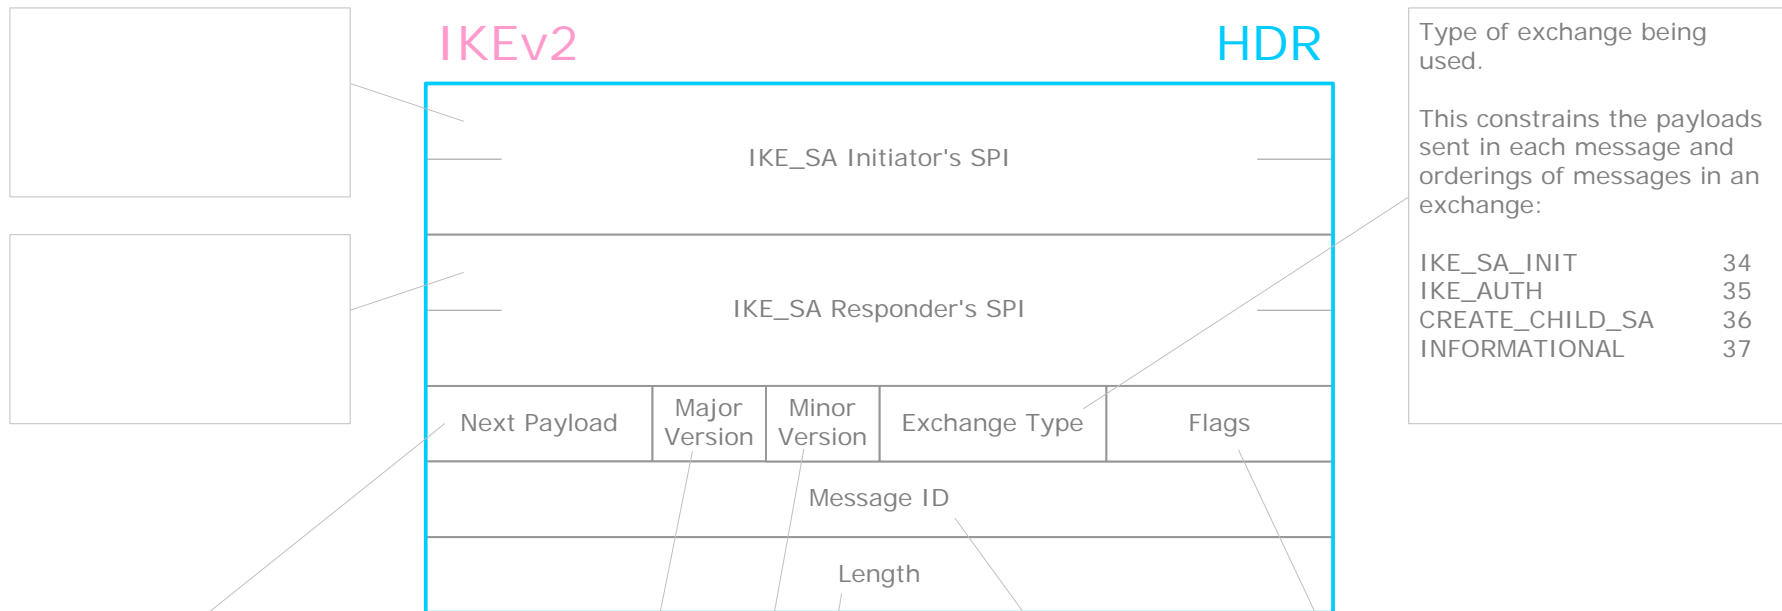 IKEv2
HDR
IKE_SA Initiator's SPI
IKE_SA Responder's SPI
Next Payload
Major
Version
Minor
Version
Exchange Type
Flags
Message ID
Length
Type of exchange being
used.
This constrains the payloads
sent in each message and
orderings of messages in an
exchange:
IKE_SA_INIT 34
IKE_AUTH 35
CREATE_CHILD_SA 36
INFORMATIONAL 37